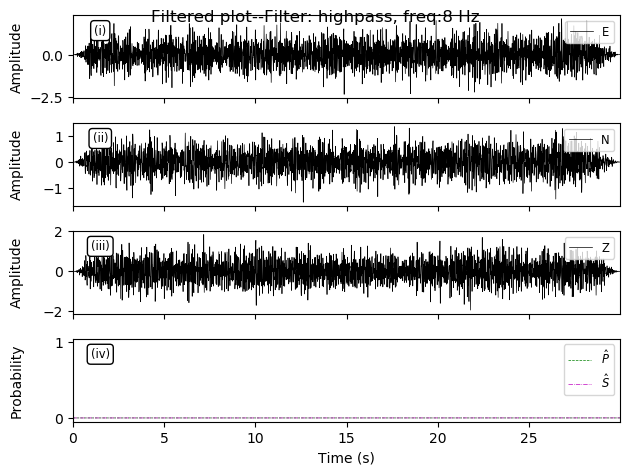 Filtered plot--Filter: highpass, freq:8 Hz
Amplitude
0.0
−2.5
(i)
E
Amplitude
1
0
−1
(ii)
N
Amplitude
2
0
−2
(iii)
Z
Probability
1
0
(iv)
P̂
Ŝ
0 5 10 15 20 25
Time (s)